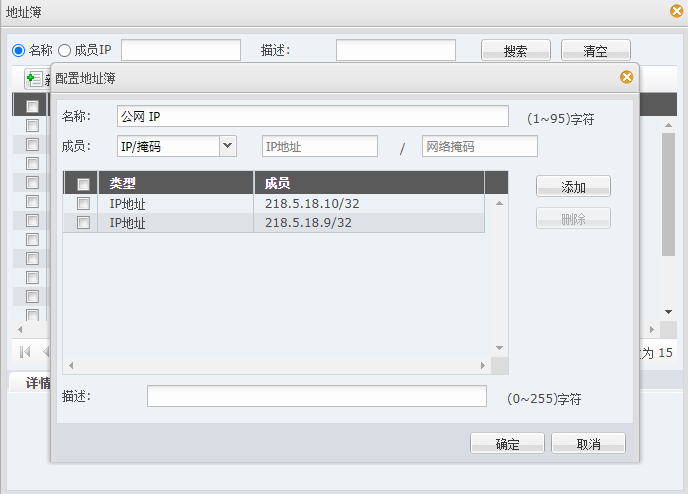 地址簿
名称 成员IP 描述： 搜索 清空
配置地址簿
名称： 公网 IP (1~95)字符
成员： IP/掩码 IP地址 / 网络掩码
类型 成员 添加
IP地址 218.5.18.10/32
IP地址 218.5.18.9/32 删除
为 15
详情
描述： (0~255)字符
确定 取消